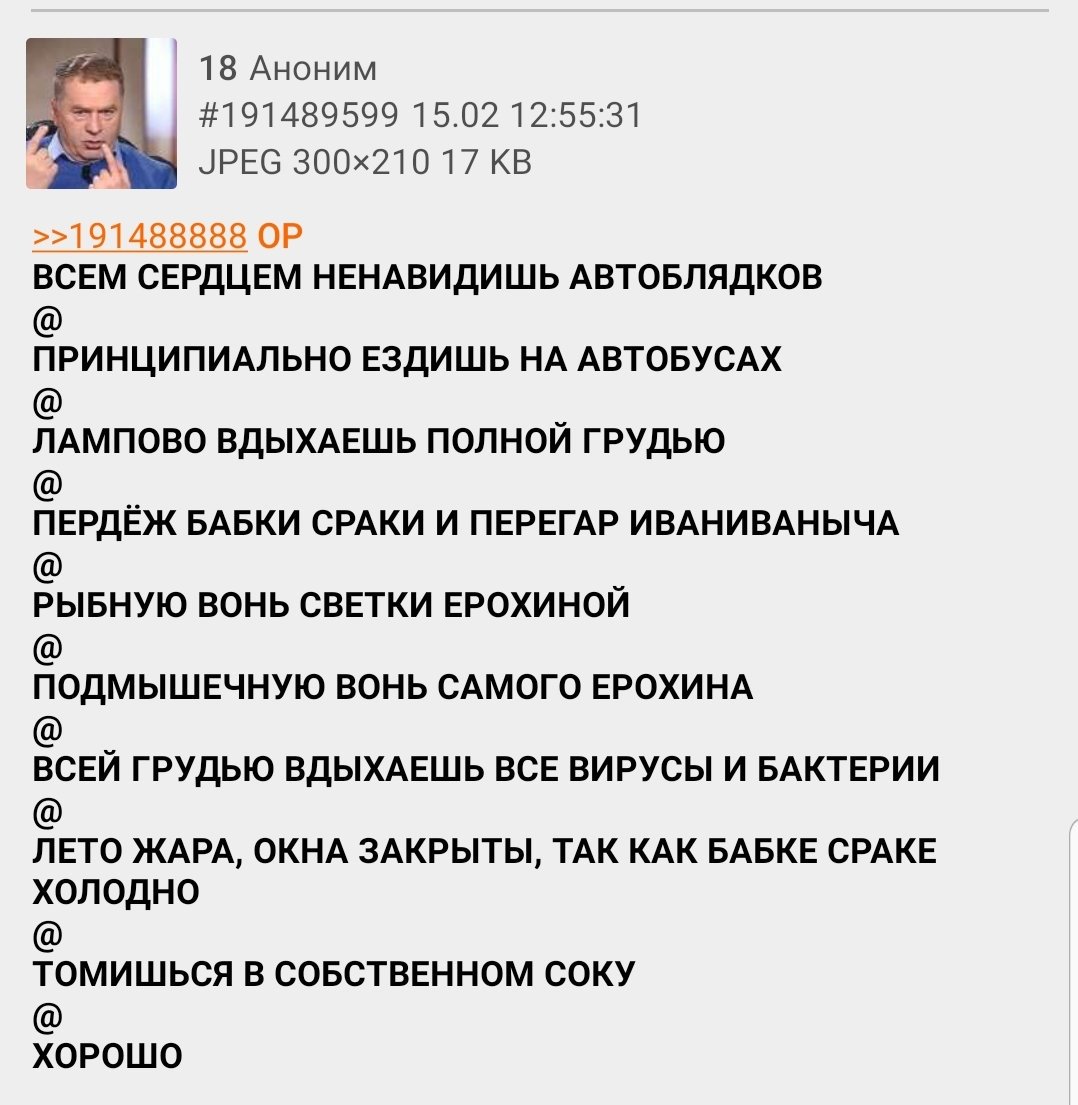 18 Аноним
#191489599 15.02 12:55:31
JPEG 300×210 17 KB
>>191488888 OP
ВСЕМ СЕРДЦЕМ НЕНАВИДИШЬ АВТОБЛЯДКОВ
@
ПРИНЦИПИАЛЬНО ЕЗДИШЬ НА АВТОБУСАХ
@
ЛАМПОВО ВДЫХАЕШЬ ПОЛНОЙ ГРУДЬЮ
@
ПЕРДЁЖ БАБКИ СРАКИ И ПЕРЕГАР ИВАНИВАНЫЧА
@
РЫБНУЮ ВОНЬ СВЕТКИ ЕРОХИНОЙ
@
ПОДМЫШЕЧНУЮ ВОНЬ САМОГО ЕРОХИНА
@
ВСЕЙ ГРУДЬЮ ВДЫХАЕШЬ ВСЕ ВИРУСЫ И БАКТЕРИИ
@
ЛЕТО ЖАРА, ОКНА ЗАКРЫТЫ, ТАК КАК БАБКЕ СРАКЕ
ХОЛОДНО
@
ТОМИШЬСЯ В СОБСТВЕННОМ СОКУ
@
ХОРОШО